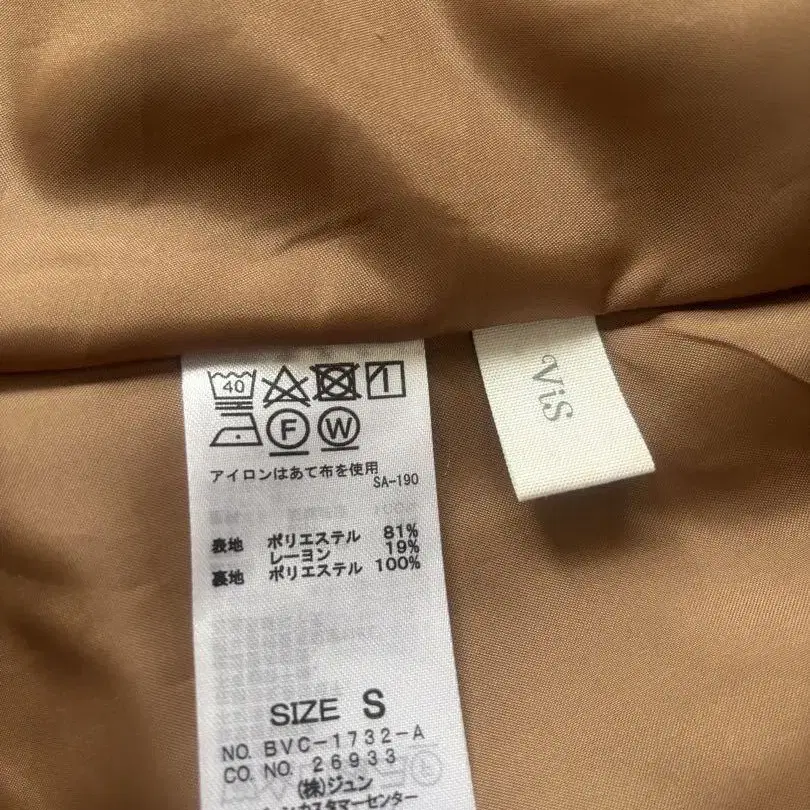 40
F W
アイロンはあて布を使用
SA-190
表地 ポリエステル 81%
レーヨン 19%
裏地 ポリエステル 100%
SIZE S
NO. BVC-1732-A
CO. NO. 26933
(株)ジュン
カスタマーセンター
ViS